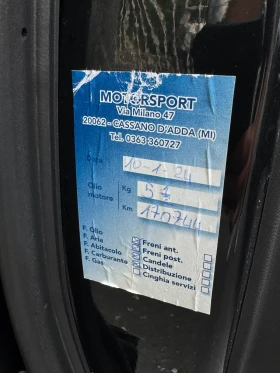 MOTORSPORT
Via Milano 47
20062 - CASSANO D'ADDA (MI)
Tel. 0363 360727
Data 10-1-24
Olio motore Kg
Km 170744
F. Olio
F. Aria
F. Abitacolo
F. Carburante
F. Gas
Freni ant.
Freni post.
Candele
Distribuzione
Cinghia servizi